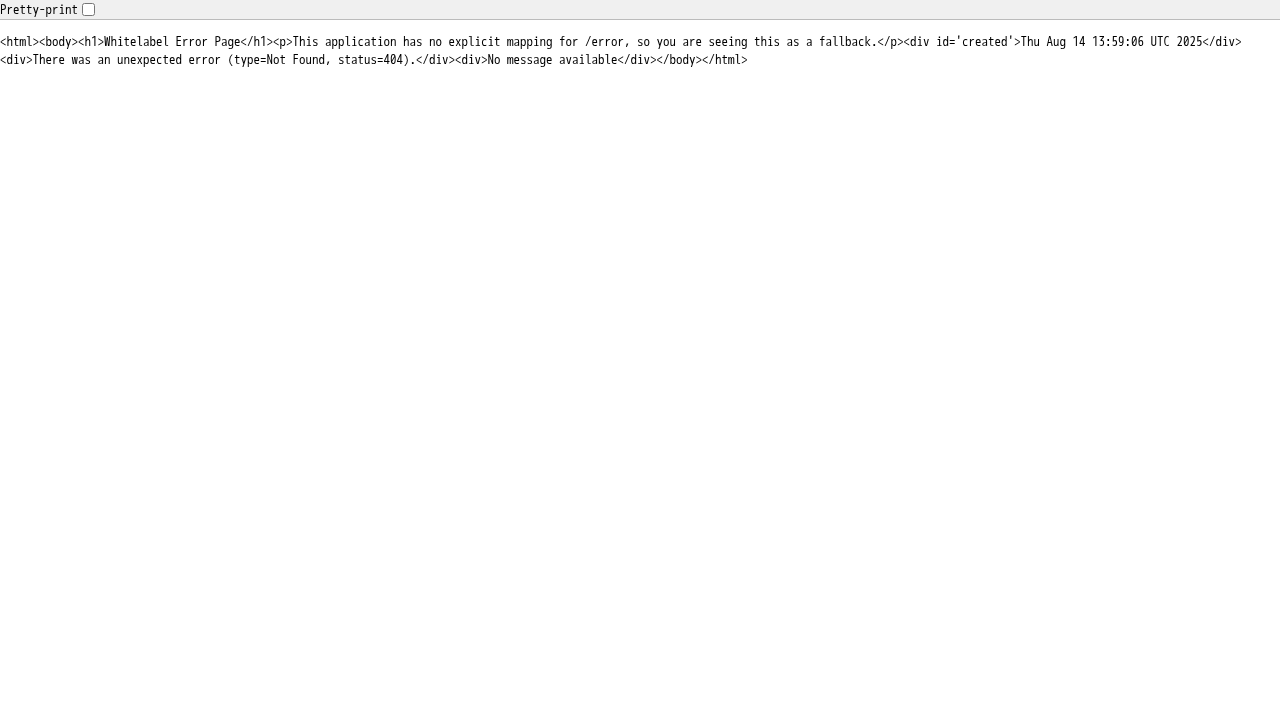 Pretty-print
<html><body><h1>Whitelabel Error Page</h1><p>This application has no explicit mapping for /error, so you are seeing this as a fallback.</p><div id='created'>Thu Aug 14 13:59:06 UTC 2025</div>
<div>There was an unexpected error (type=Not Found, status=404).</div><div>No message available</div></body></html>